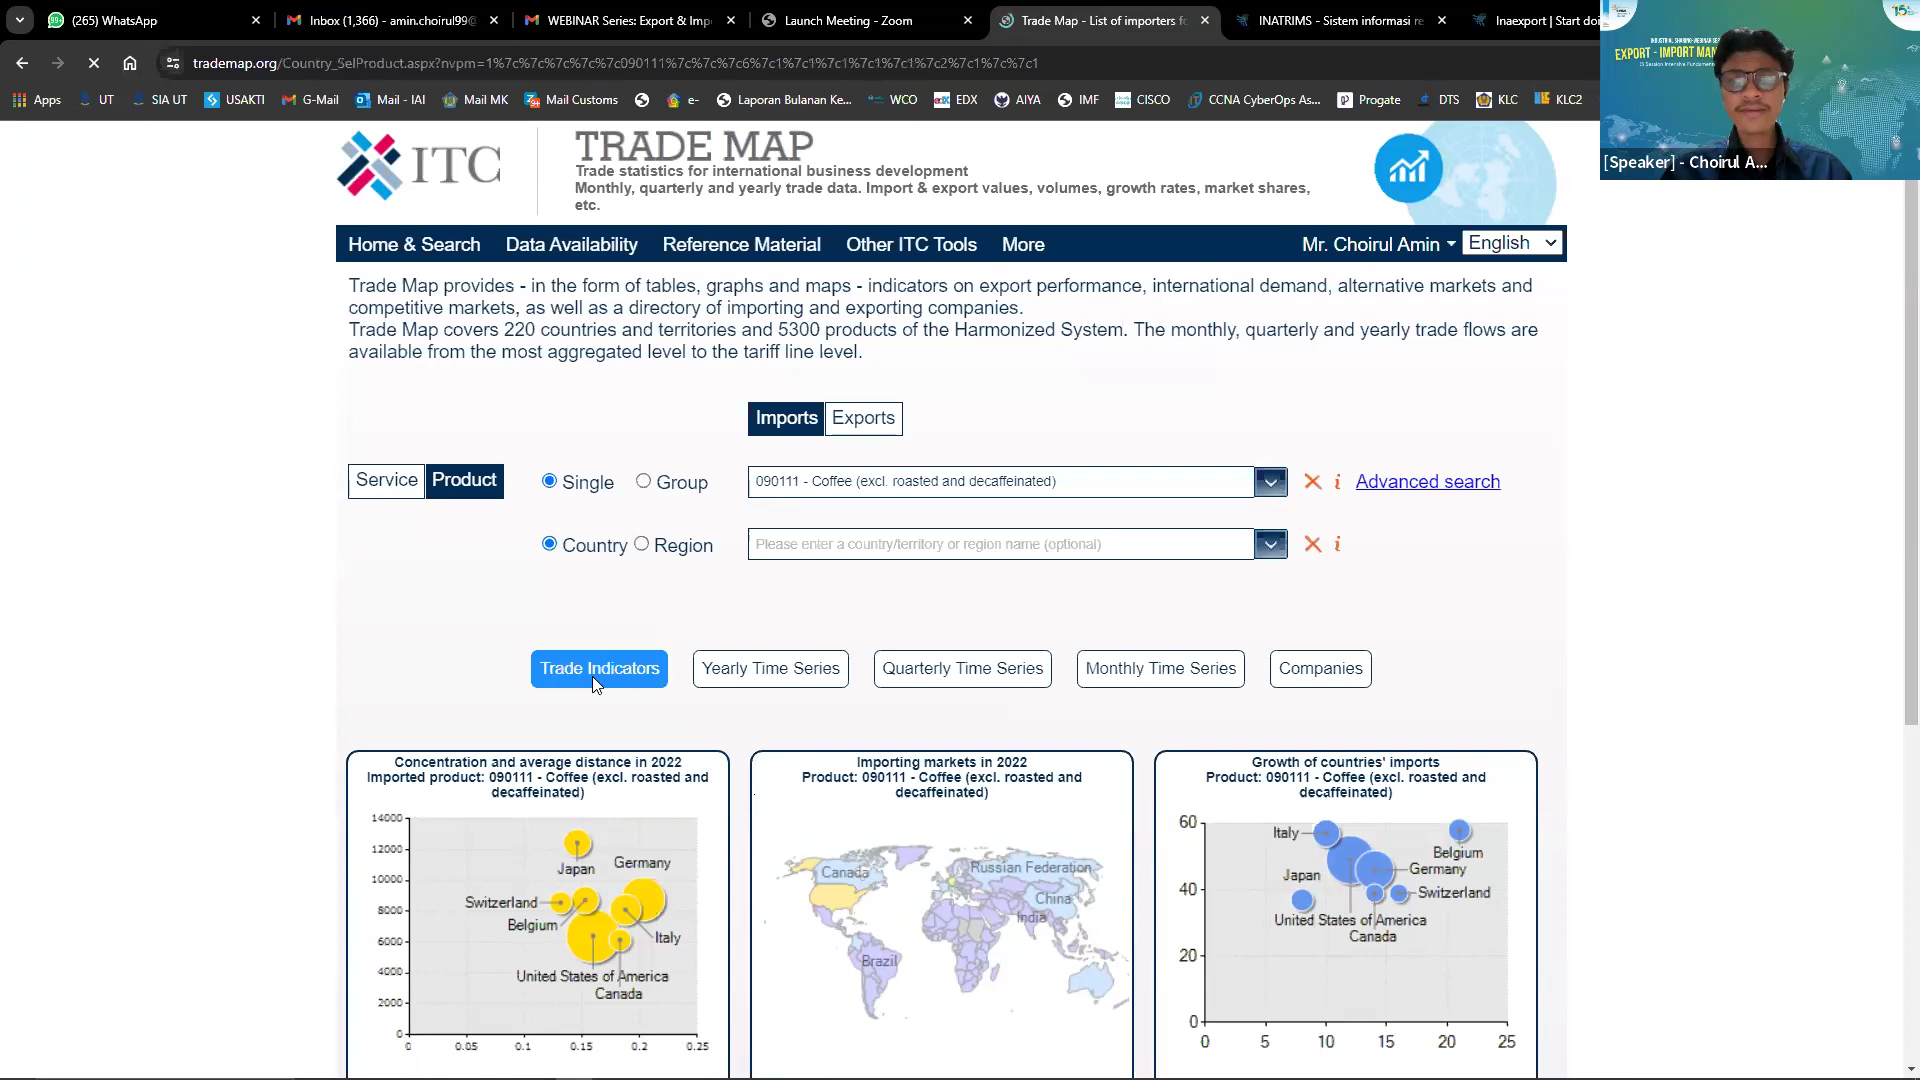 (265) WhatsApp
Inbox (1,366) - amin.choirul99@
WEBINAR Series: Export & Imp
Launch Meeting - Zoom
Trade Map - List of importers fo
INATRIMS - Sistem informasi re
Inaexport | Start doi
trademap.org/Country_SelProduct.aspx?nvpm=1%7c%7c%7c%7c%7c090111%7c%7c%7c6%7c1%7c1%7c1%7c1%7c1%7c2%7c1%7c%7c1
Apps
UT
SIA UT
USAKTI
G-Mail
Mail - IAI
Mail MK
Mail Customs
e-
Laporan Bulanan Ke...
WCO
EDX
AIYA
IMF
CISCO
CCNA CyberOps As...
Progate
DTS
KLC
KLC2
EXPORT - IMPORT MAN
[Speaker] - Choirul A...
ITC
TRADE MAP
Trade statistics for international business development
Monthly, quarterly and yearly trade data. Import & export values, volumes, growth rates, market shares,
etc.
Home & Search
Data Availability
Reference Material
Other ITC Tools
More
Mr. Choirul Amin
English
Trade Map provides - in the form of tables, graphs and maps - indicators on export performance, international demand, alternative markets and
competitive markets, as well as a directory of importing and exporting companies.
Trade Map covers 220 countries and territories and 5300 products of the Harmonized System. The monthly, quarterly and yearly trade flows are
available from the most aggregated level to the tariff line level.
Imports
Exports
Service
Product
Single
Group
090111 - Coffee (excl. roasted and decaffeinated)
i
Advanced search
Country
Region
Please enter a country/territory or region name (optional)
i
Trade Indicators
Yearly Time Series
Quarterly Time Series
Monthly Time Series
Companies
Concentration and average distance in 2022
Imported product: 090111 - Coffee (excl. roasted and
decaffeinated)
14000
12000
10000
8000
6000
4000
2000
0
Japan
Germany
Switzerland
Belgium
Italy
United States of America
Canada
0
0.05
0.1
0.15
0.2
0.25
Importing markets in 2022
Product: 090111 - Coffee (excl. roasted and
decaffeinated)
Canada
Russian Federation
China
India
Brazil
Growth of countries' imports
Product: 090111 - Coffee (excl. roasted and
decaffeinated)
60
40
20
0
Italy
Belgium
Japan
Germany
Switzerland
United States of America
Canada
0
5
10
15
20
25